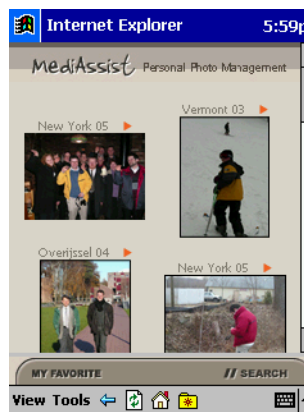 Internet Explorer 5:59p
MediAssist Personal Photo Management
Vermont 03
New York 05
Overijssel 04
New York 05
MY FAVORITE // SEARCH
View Tools